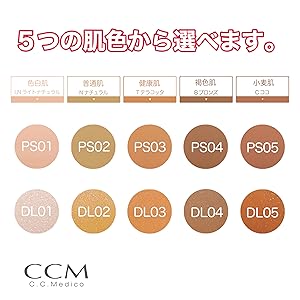 ５つの肌色から選べます。
色白肌 普通肌 健康肌 褐色肌 小麦肌
LNライトナチュラル Nナチュラル Tテラコッタ Bブロンズ Cココ
PS01 PS02 PS03 PS04 PS05
DL01 DL02 DL03 DL04 DL05
CCM
C.C.Medico